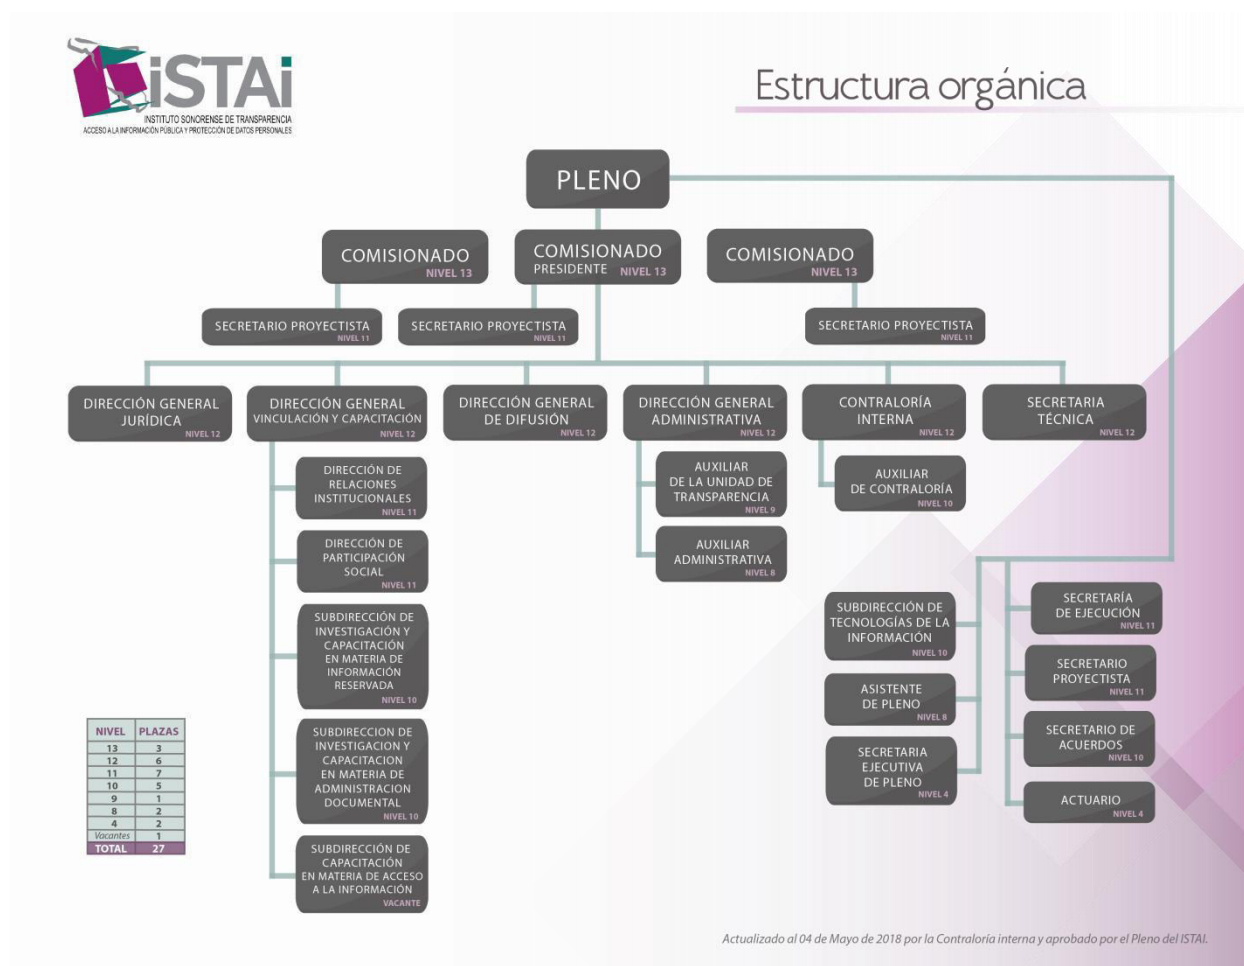 iSTAi
INSTITUTO SONORENSE DE TRANSPARENCIA
ACCESO A LA INFORMACIÓN PÚBLICA Y PROTECCIÓN DE DATOS PERSONALES
Estructura orgánica
PLENO
COMISIONADO
NIVEL 13
COMISIONADO
PRESIDENTE NIVEL 13
COMISIONADO
NIVEL 13
SECRETARIO PROYECTISTA
NIVEL 11
SECRETARIO PROYECTISTA
NIVEL 11
SECRETARIO PROYECTISTA
NIVEL 11
DIRECCIÓN GENERAL
JURÍDICA
NIVEL 12
DIRECCIÓN GENERAL
VINCULACIÓN Y CAPACITACIÓN
NIVEL 12
DIRECCIÓN GENERAL
DE DIFUSIÓN
NIVEL 12
DIRECCIÓN GENERAL
ADMINISTRATIVA
NIVEL 12
CONTRALORÍA
INTERNA
NIVEL 12
SECRETARIA
TÉCNICA
NIVEL 12
DIRECCIÓN DE
RELACIONES
INSTITUCIONALES
NIVEL 11
DIRECCIÓN DE
PARTICIPACIÓN
SOCIAL
NIVEL 11
SUBDIRECCIÓN DE
INVESTIGACIÓN Y
CAPACITACIÓN
EN MATERIA DE
INFORMACIÓN
RESERVADA
NIVEL 10
SUBDIRECCION DE
INVESTIGACION Y
CAPACITACION
EN MATERIA DE
ADMINISTRACION
DOCUMENTAL
NIVEL 10
SUBDIRECCIÓN DE
CAPACITACIÓN
EN MATERIA DE ACCESO
A LA INFORMACIÓN
VACANTE
AUXILIAR
DE LA UNIDAD DE
TRANSPARENCIA
NIVEL 9
AUXILIAR
ADMINISTRATIVA
NIVEL 8
AUXILIAR
DE CONTRALORÍA
NIVEL 10
SUBDIRECCIÓN DE
TECNOLOGÍAS DE LA
INFORMACIÓN
NIVEL 10
ASISTENTE
DE PLENO
NIVEL 8
SECRETARIA
EJECUTIVA
DE PLENO
NIVEL 4
SECRETARÍA
DE EJECUCIÓN
NIVEL 11
SECRETARIO
PROYECTISTA
NIVEL 11
SECRETARIO DE
ACUERDOS
NIVEL 10
ACTUARIO
NIVEL 4
NIVEL PLAZAS
13 3
12 6
11 7
10 5
9 1
8 2
4 2
Vacantes 1
TOTAL 27
Actualizado al 04 de Mayo de 2018 por la Contraloría interna y aprobado por el Pleno del ISTAI.